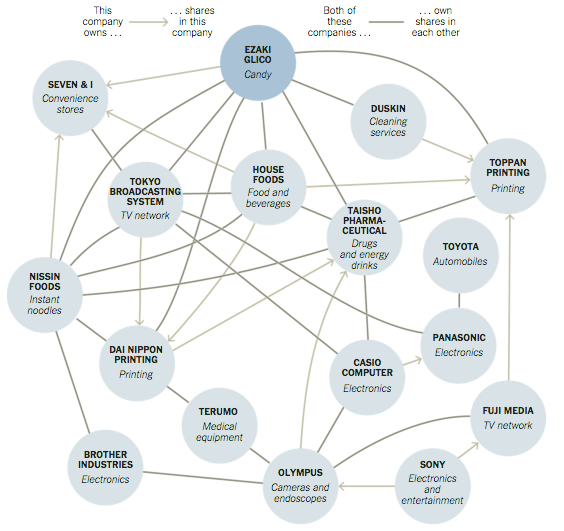 This
company
owns . . .
. . . shares
in this
company
Both of
these
companies . . .
. . . own
shares in
each other
EZAKI
GLICO
Candy
SEVEN & I
Convenience
stores
DUSKIN
Cleaning
services
TOPPAN
PRINTING
Printing
TOKYO
BROADCASTING
SYSTEM
TV network
HOUSE
FOODS
Food and
beverages
TAISHO
PHARMA-
CEUTICAL
Drugs
and energy
drinks
TOYOTA
Automobiles
NISSIN
FOODS
Instant
noodles
DAI NIPPON
PRINTING
Printing
CASIO
COMPUTER
Electronics
PANASONIC
Electronics
TERUMO
Medical
equipment
FUJI MEDIA
TV network
BROTHER
INDUSTRIES
Electronics
OLYMPUS
Cameras and
endoscopes
SONY
Electronics
and
entertainment